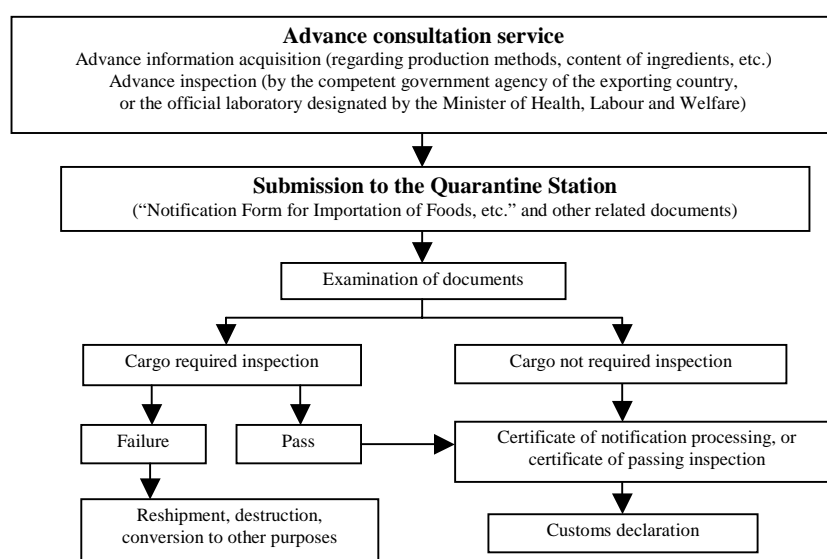 Advance consultation service
Advance information acquisition (regarding production methods, content of ingredients, etc.)
Advance inspection (by the competent government agency of the exporting country,
or the official laboratory designated by the Minister of Health, Labour and Welfare)
Submission to the Quarantine Station
(“Notification Form for Importation of Foods, etc.” and other related documents)
Examination of documents
Cargo required inspection
Cargo not required inspection
Failure
Pass
Certificate of notification processing, or
certificate of passing inspection
Reshipment, destruction,
conversion to other purposes
Customs declaration